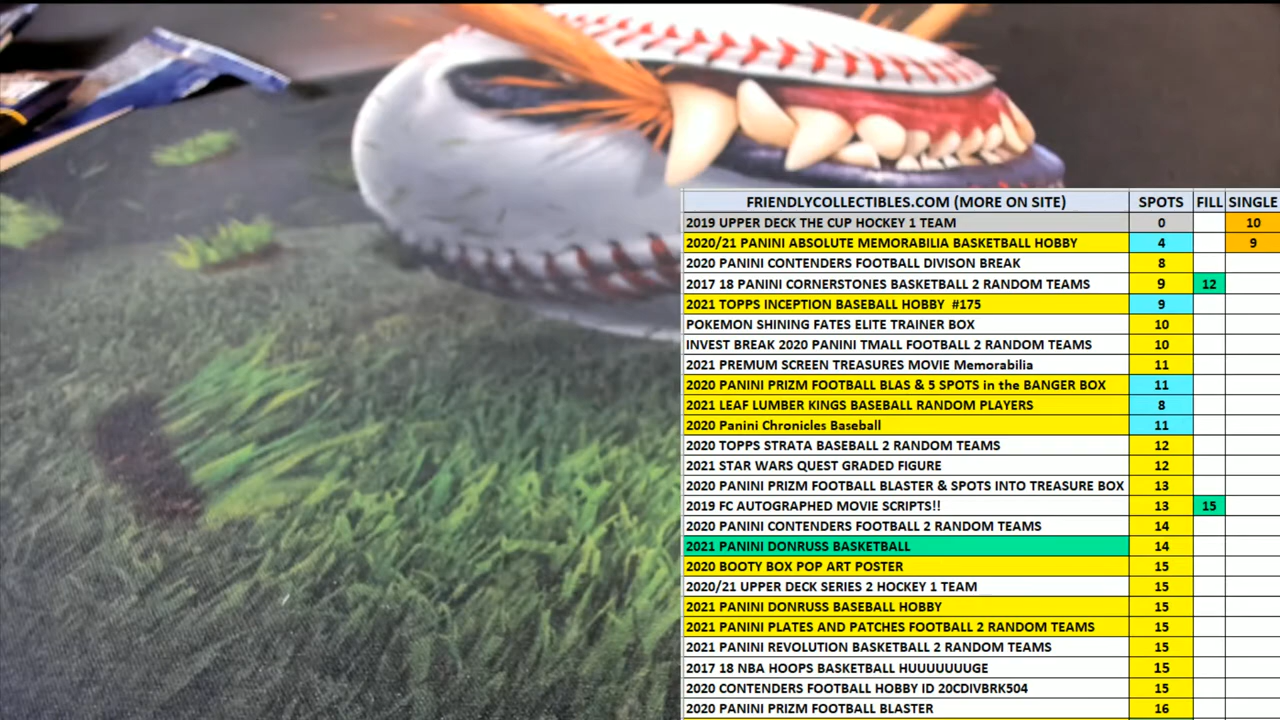 FRIENDLYCOLLECTIBLES.COM (MORE ON SITE) SPOTS FILL SINGLE
2019 UPPER DECK THE CUP HOCKEY 1 TEAM 0 10
2020/21 PANINI ABSOLUTE MEMORABILIA BASKETBALL HOBBY 4 9
2020 PANINI CONTENDERS FOOTBALL DIVISON BREAK 8
2017 18 PANINI CORNERSTONES BASKETBALL 2 RANDOM TEAMS 9 12
2021 TOPPS INCEPTION BASEBALL HOBBY #175 9
POKEMON SHINING FATES ELITE TRAINER BOX 10
INVEST BREAK 2020 PANINI TMALL FOOTBALL 2 RANDOM TEAMS 10
2021 PREMUM SCREEN TREASURES MOVIE Memorabilia 11
2020 PANINI PRIZM FOOTBALL BLAS & 5 SPOTS in the BANGER BOX 11
2021 LEAF LUMBER KINGS BASEBALL RANDOM PLAYERS 8
2020 Panini Chronicles Baseball 11
2020 TOPPS STRATA BASEBALL 2 RANDOM TEAMS 12
2021 STAR WARS QUEST GRADED FIGURE 12
2020 PANINI PRIZM FOOTBALL BLASTER & SPOTS INTO TREASURE BOX 13
2019 FC AUTOGRAPHED MOVIE SCRIPTS!! 13 15
2020 PANINI CONTENDERS FOOTBALL 2 RANDOM TEAMS 14
2021 PANINI DONRUSS BASKETBALL 14
2020 BOOTY BOX POP ART POSTER 15
2020/21 UPPER DECK SERIES 2 HOCKEY 1 TEAM 15
2021 PANINI DONRUSS BASEBALL HOBBY 15
2021 PANINI PLATES AND PATCHES FOOTBALL 2 RANDOM TEAMS 15
2021 PANINI REVOLUTION BASKETBALL 2 RANDOM TEAMS 15
2017 18 NBA HOOPS BASKETBALL HUUUUUUGE 15
2020 CONTENDERS FOOTBALL HOBBY ID 20CDIVBRK504 15
2020 PANINI PRIZM FOOTBALL BLASTER 16